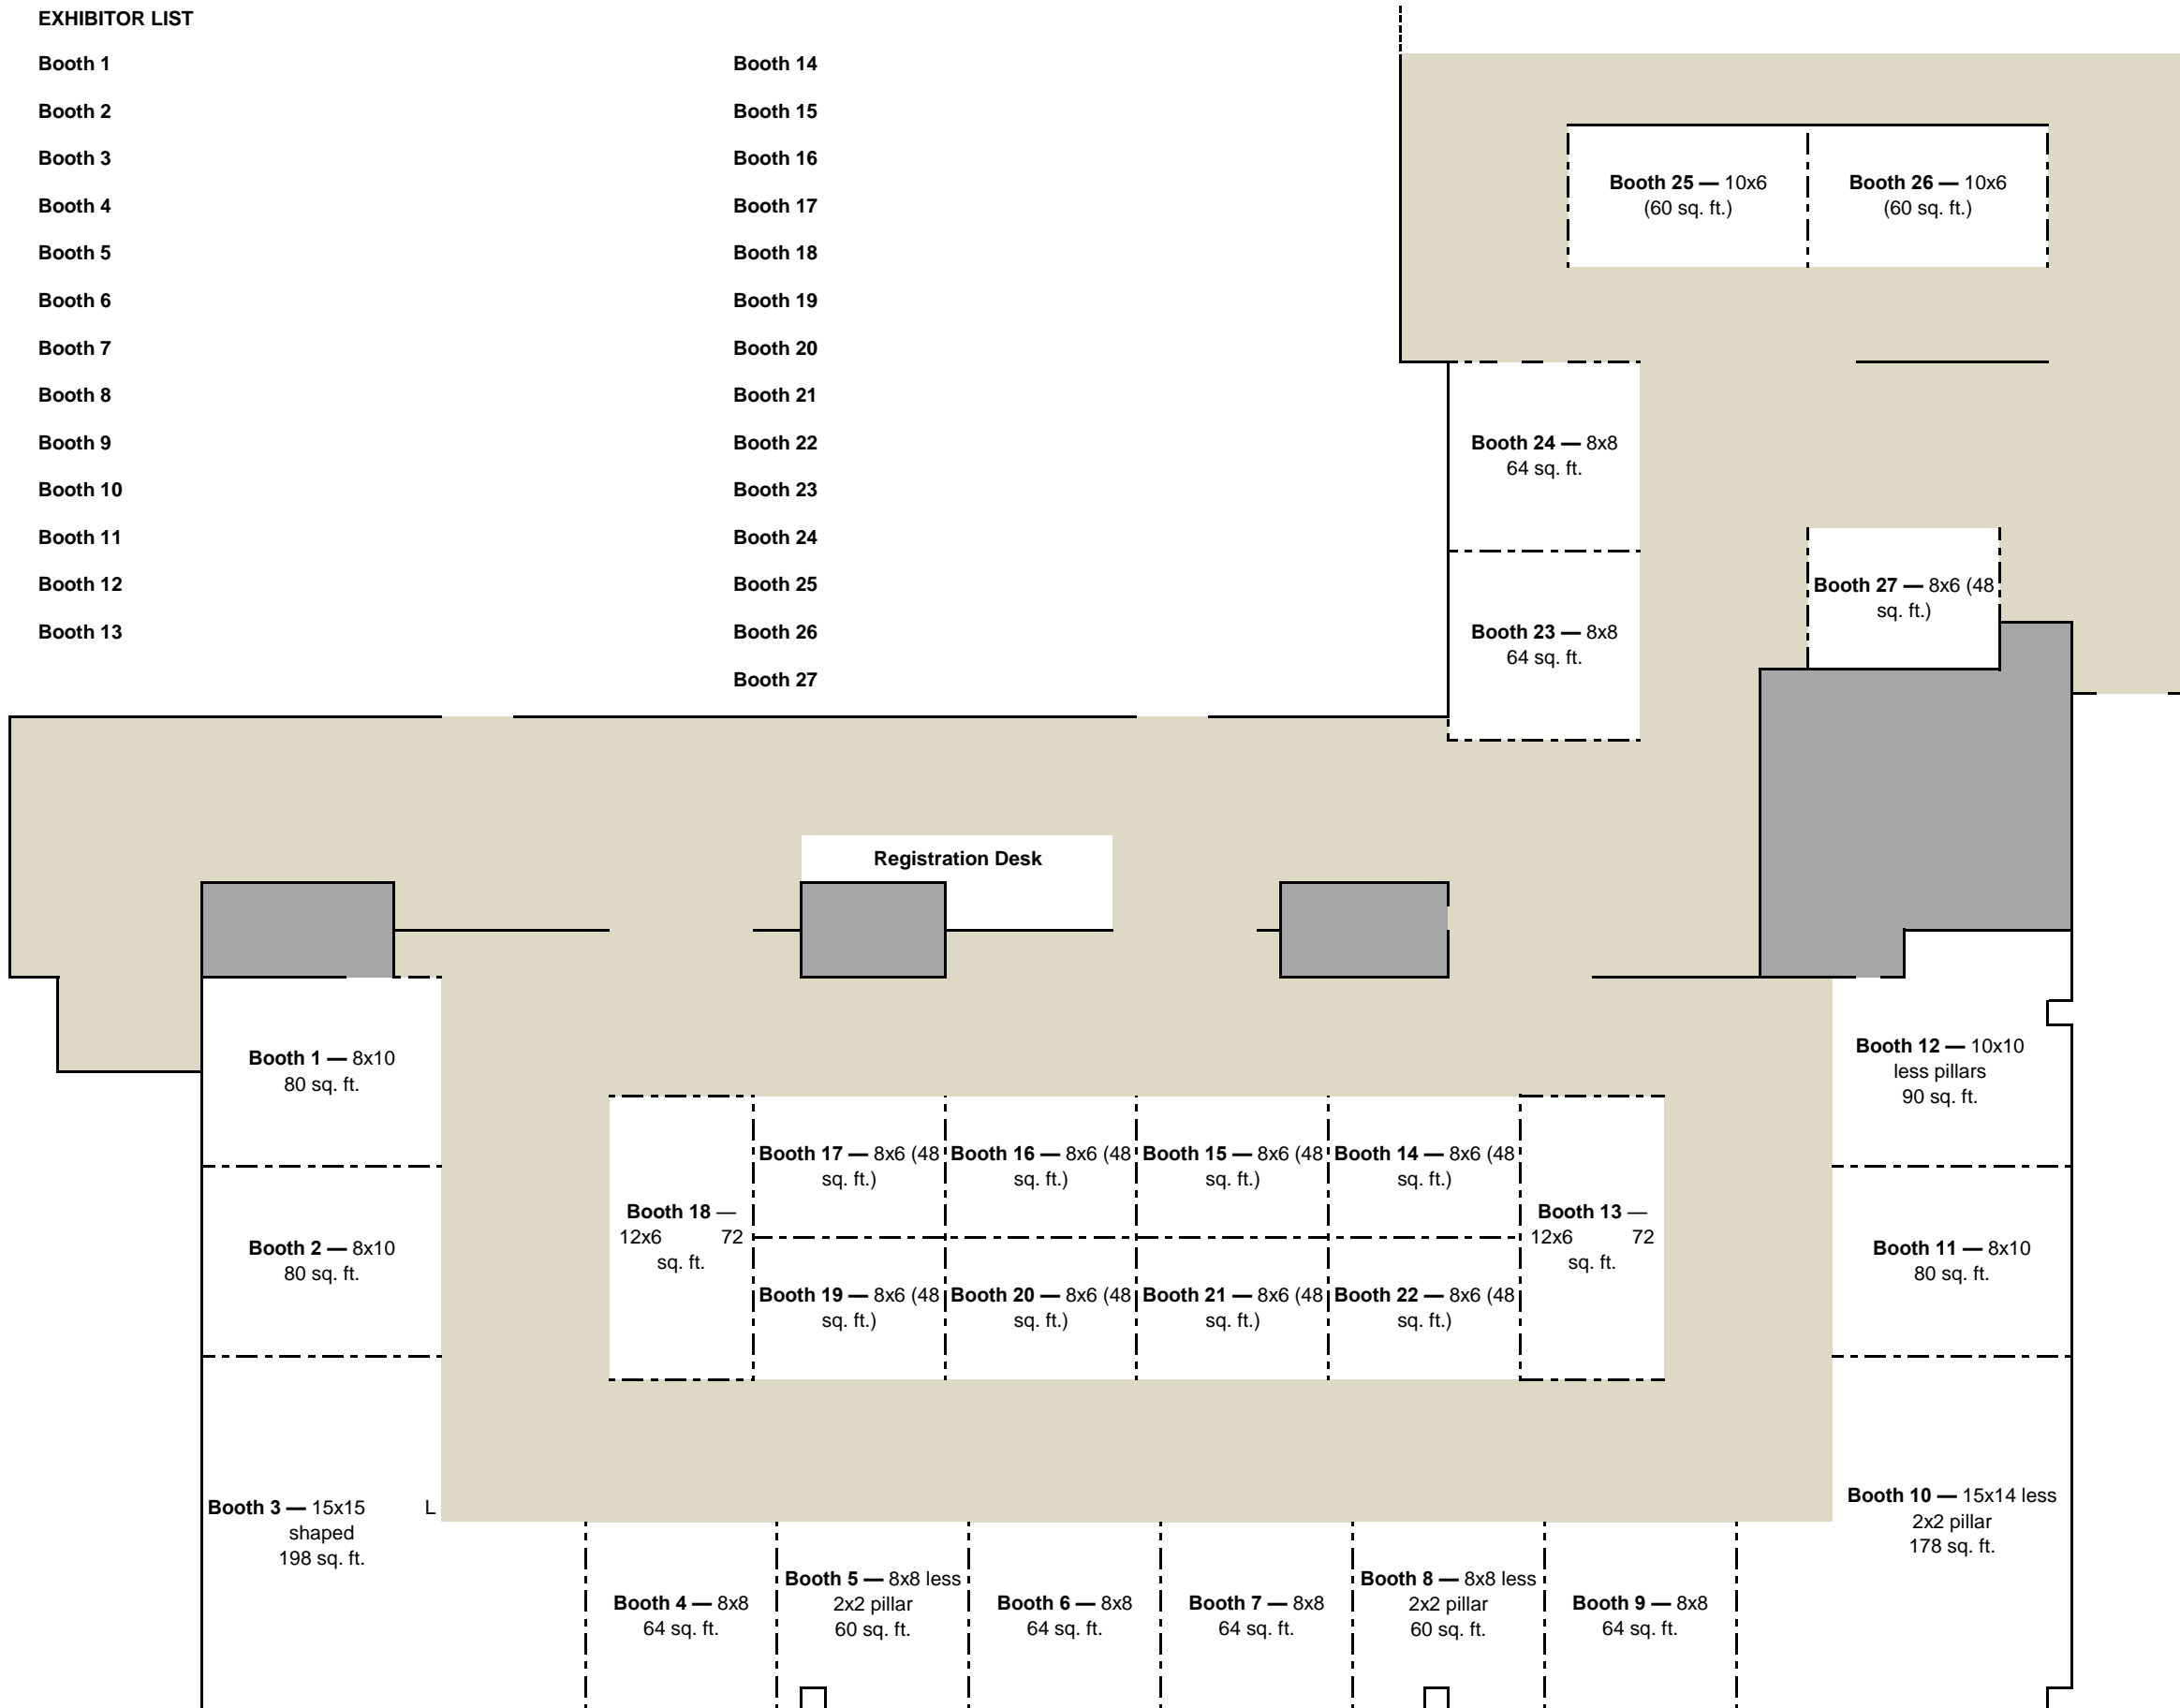 EXHIBITOR LIST
Booth 1
Booth 2
Booth 3
Booth 4
Booth 5
Booth 6
Booth 7
Booth 8
Booth 9
Booth 10
Booth 11
Booth 12
Booth 13
Booth 14
Booth 15
Booth 16
Booth 17
Booth 18
Booth 19
Booth 20
Booth 21
Booth 22
Booth 23
Booth 24
Booth 25
Booth 26
Booth 27
Booth 25 — 10x6
(60 sq. ft.)
Booth 26 — 10x6
(60 sq. ft.)
Booth 24 — 8x8
64 sq. ft.
Booth 27 — 8x6 (48
sq. ft.)
Booth 23 — 8x8
64 sq. ft.
Registration Desk
Booth 1 — 8x10
80 sq. ft.
Booth 12 — 10x10
less pillars
90 sq. ft.
Booth 17 — 8x6 (48
sq. ft.)
Booth 16 — 8x6 (48
sq. ft.)
Booth 15 — 8x6 (48
sq. ft.)
Booth 14 — 8x6 (48
sq. ft.)
Booth 18 —
12x6 72
sq. ft.
Booth 13 —
12x6 72
sq. ft.
Booth 2 — 8x10
80 sq. ft.
Booth 11 — 8x10
80 sq. ft.
Booth 19 — 8x6 (48
sq. ft.)
Booth 20 — 8x6 (48
sq. ft.)
Booth 21 — 8x6 (48
sq. ft.)
Booth 22 — 8x6 (48
sq. ft.)
Booth 3 — 15x15 L
shaped
198 sq. ft.
Booth 10 — 15x14 less
2x2 pillar
178 sq. ft.
Booth 4 — 8x8
64 sq. ft.
Booth 5 — 8x8 less
2x2 pillar
60 sq. ft.
Booth 6 — 8x8
64 sq. ft.
Booth 7 — 8x8
64 sq. ft.
Booth 8 — 8x8 less
2x2 pillar
60 sq. ft.
Booth 9 — 8x8
64 sq. ft.